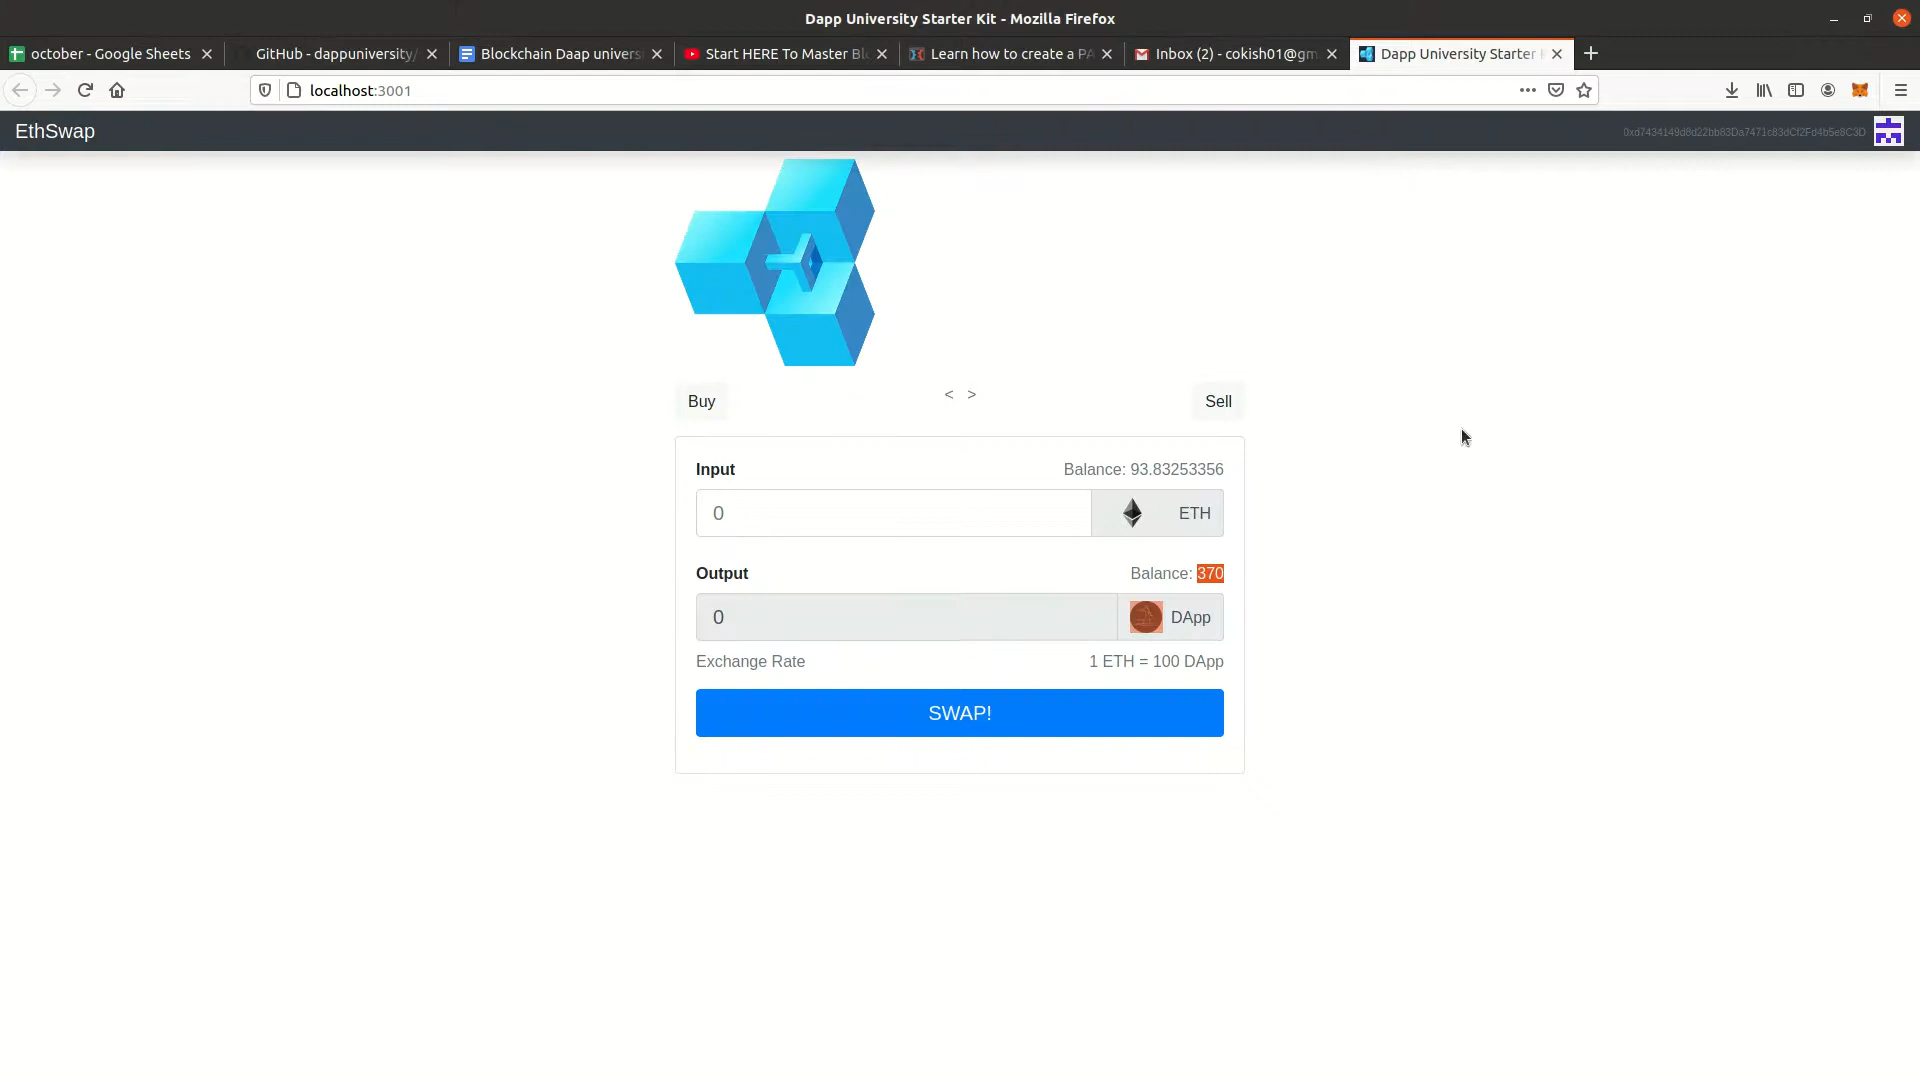 Dapp University Starter Kit - Mozilla Firefox
october - Google Sheets
GitHub - dappuniversity/
Blockchain Daap univers
Start HERE To Master Bl
Learn how to create a PA
Inbox (2) - cokish01@gm
Dapp University Starter
localhost:3001
EthSwap
Buy
< >
Sell
Input
Balance: 93.83253356
0
ETH
Output
Balance: 370
0
DApp
Exchange Rate
1 ETH = 100 DApp
SWAP!